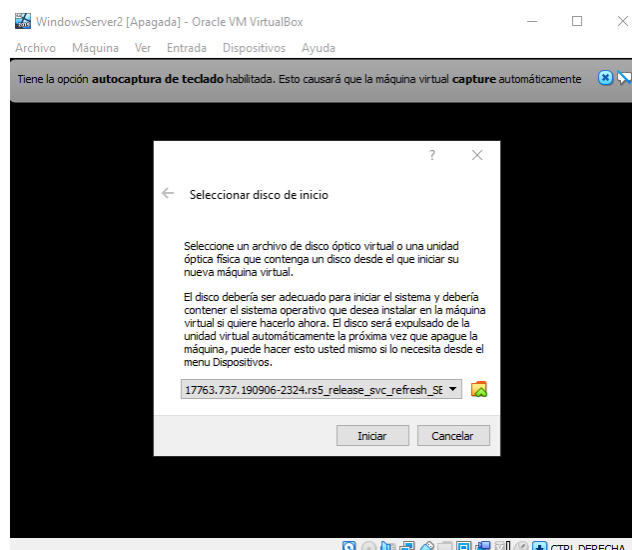 WindowsServer2 [Apagada] - Oracle VM VirtualBox
Archivo Máquina Ver Entrada Dispositivos Ayuda
Tiene la opción autocaptura de teclado habilitada. Esto causará que la máquina virtual capture automáticamente
?
Seleccionar disco de inicio
Seleccione un archivo de disco óptico virtual o una unidad
óptica física que contenga un disco desde el que iniciar su
nueva máquina virtual.
El disco debería ser adecuado para iniciar el sistema y debería
contener el sistema operativo que desea instalar en la máquina
virtual si quiere hacerlo ahora. El disco será expulsado de la
unidad virtual automáticamente la próxima vez que apague la
máquina, puede hacer esto usted mismo si lo necesita desde el
menu Dispositivos.
17763.737.190906-2324.rs5_release_svc_refresh_SE
Iniciar Cancelar
CTRL DERECHA